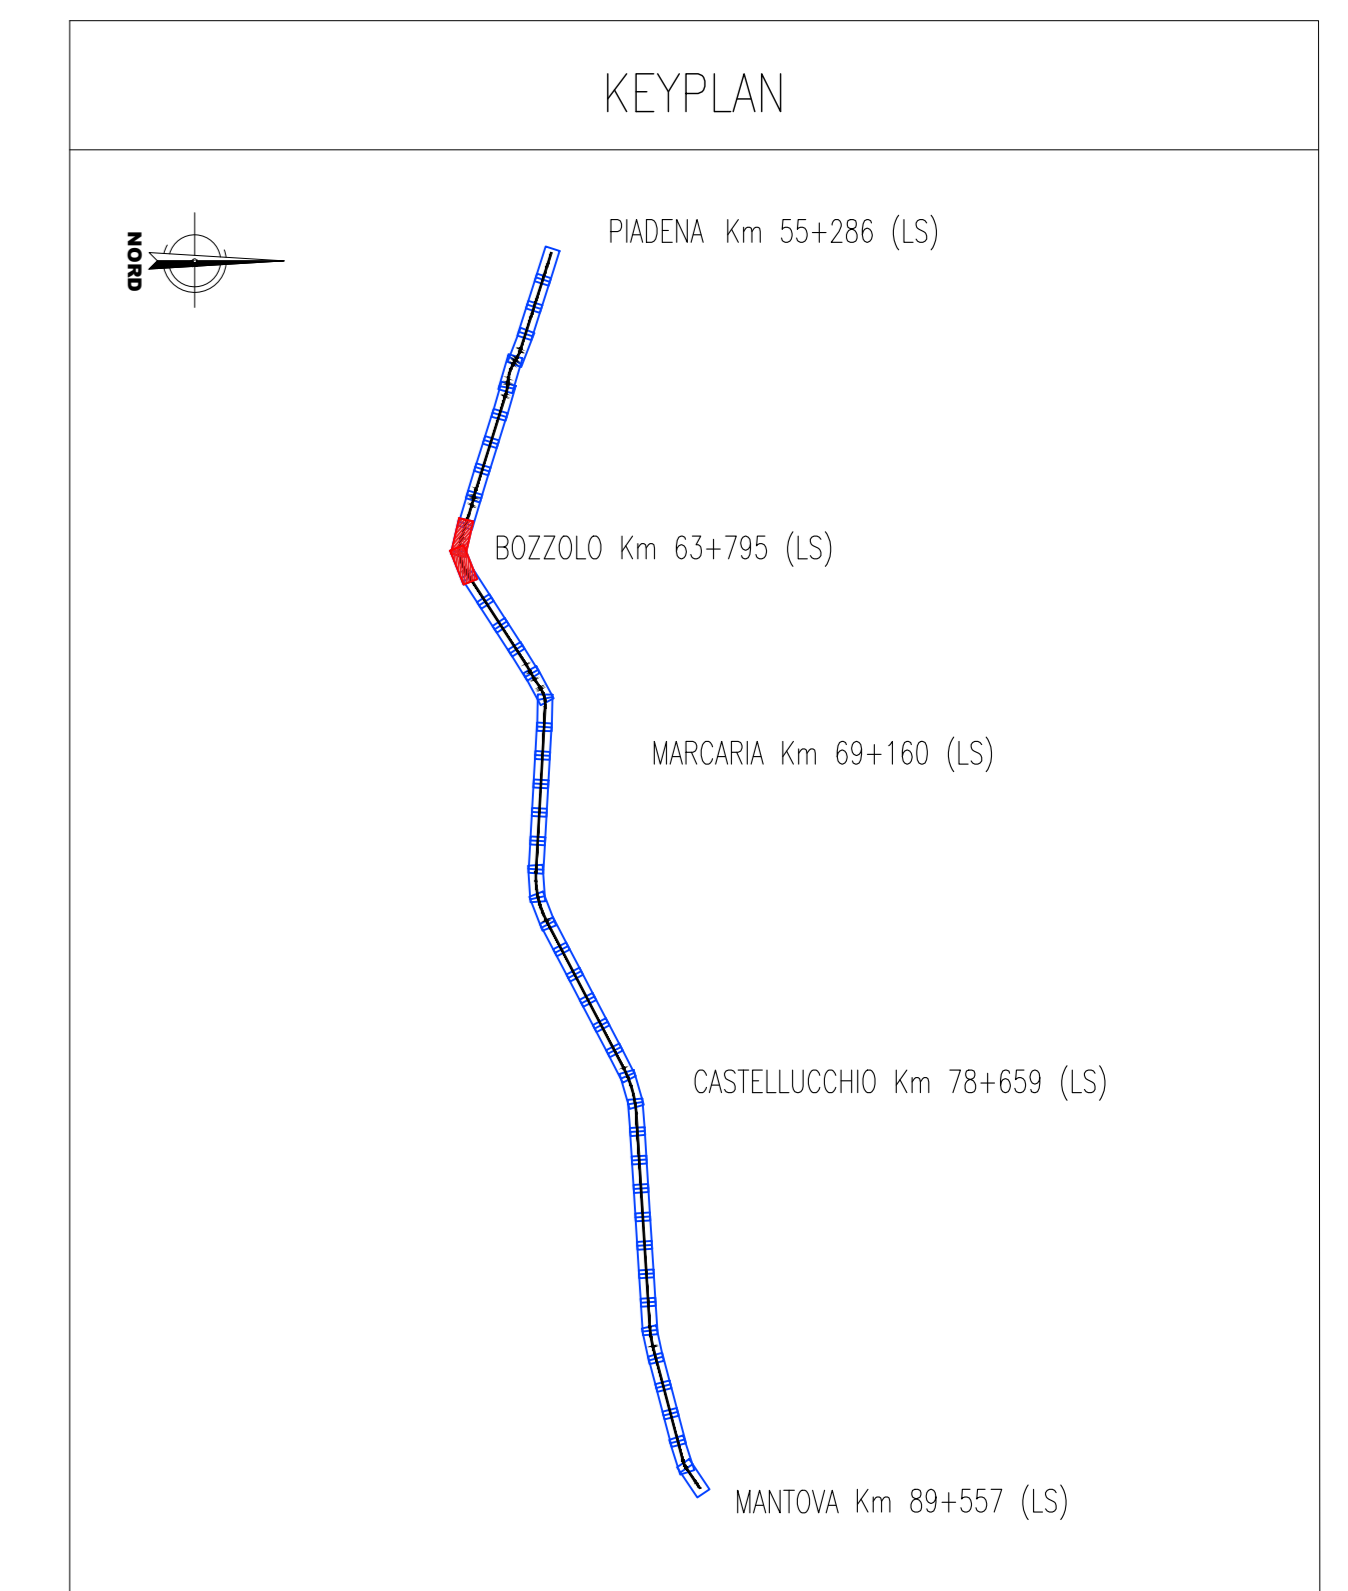 KEYPLAN
NORD
PIADENA Km 55+286 (LS)
BOZZOLO Km 63+795 (LS)
MARCARIA Km 69+160 (LS)
CASTELLUCCHIO Km 78+659 (LS)
MANTOVA Km 89+557 (LS)